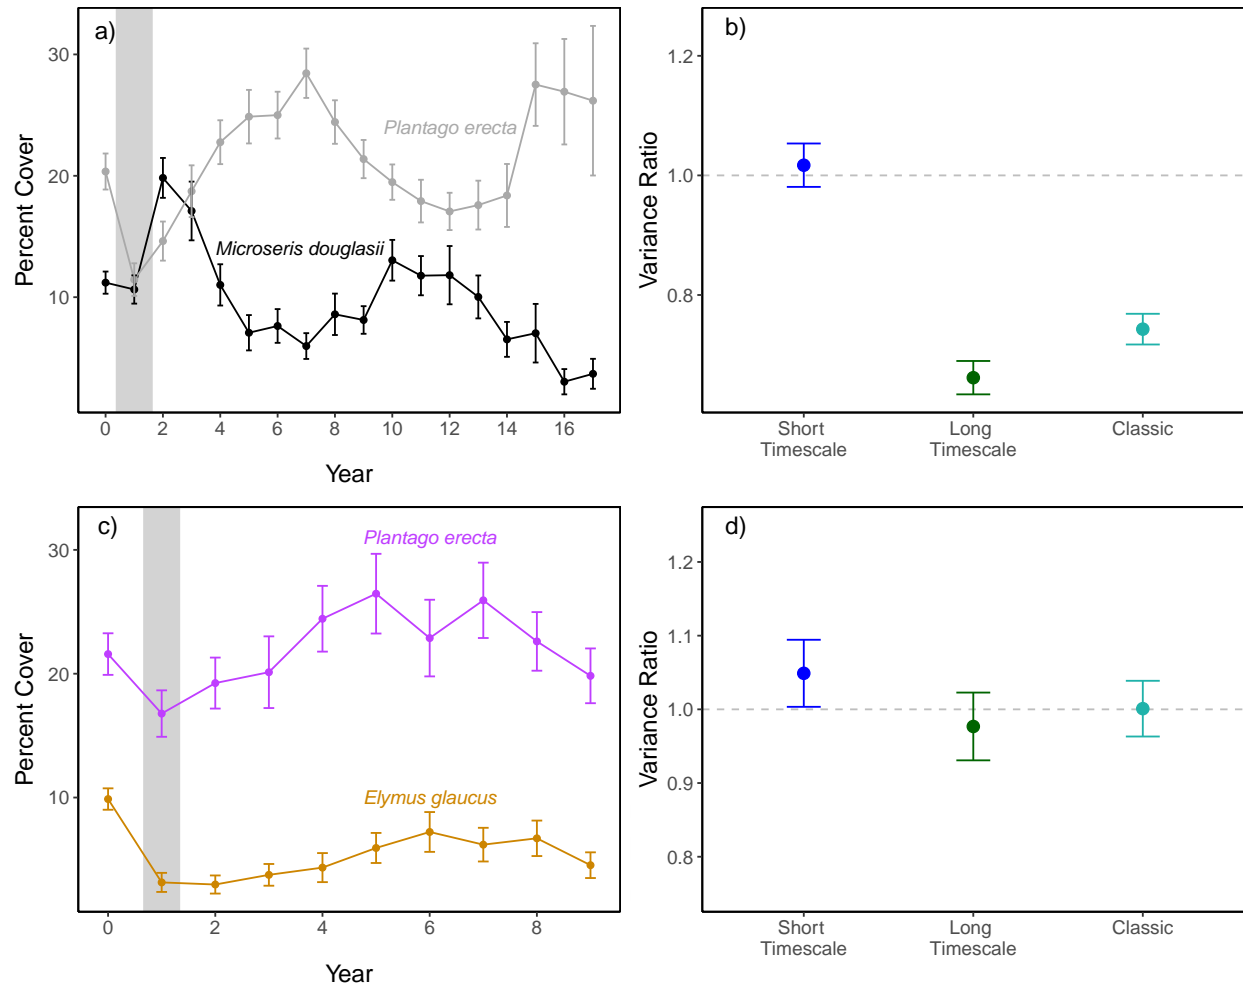 a)
30
20
10
Percent Cover
Plantago erecta
Microseris douglasii
0 2 4 6 8 10 12 14 16
Year
b)
1.2
1.0
0.8
Variance Ratio
Short
Timescale
Long
Timescale
Classic
c)
30
20
10
Percent Cover
Plantago erecta
Elymus glaucus
0 2 4 6 8
Year
d)
1.2
1.1
1.0
0.9
0.8
Variance Ratio
Short
Timescale
Long
Timescale
Classic